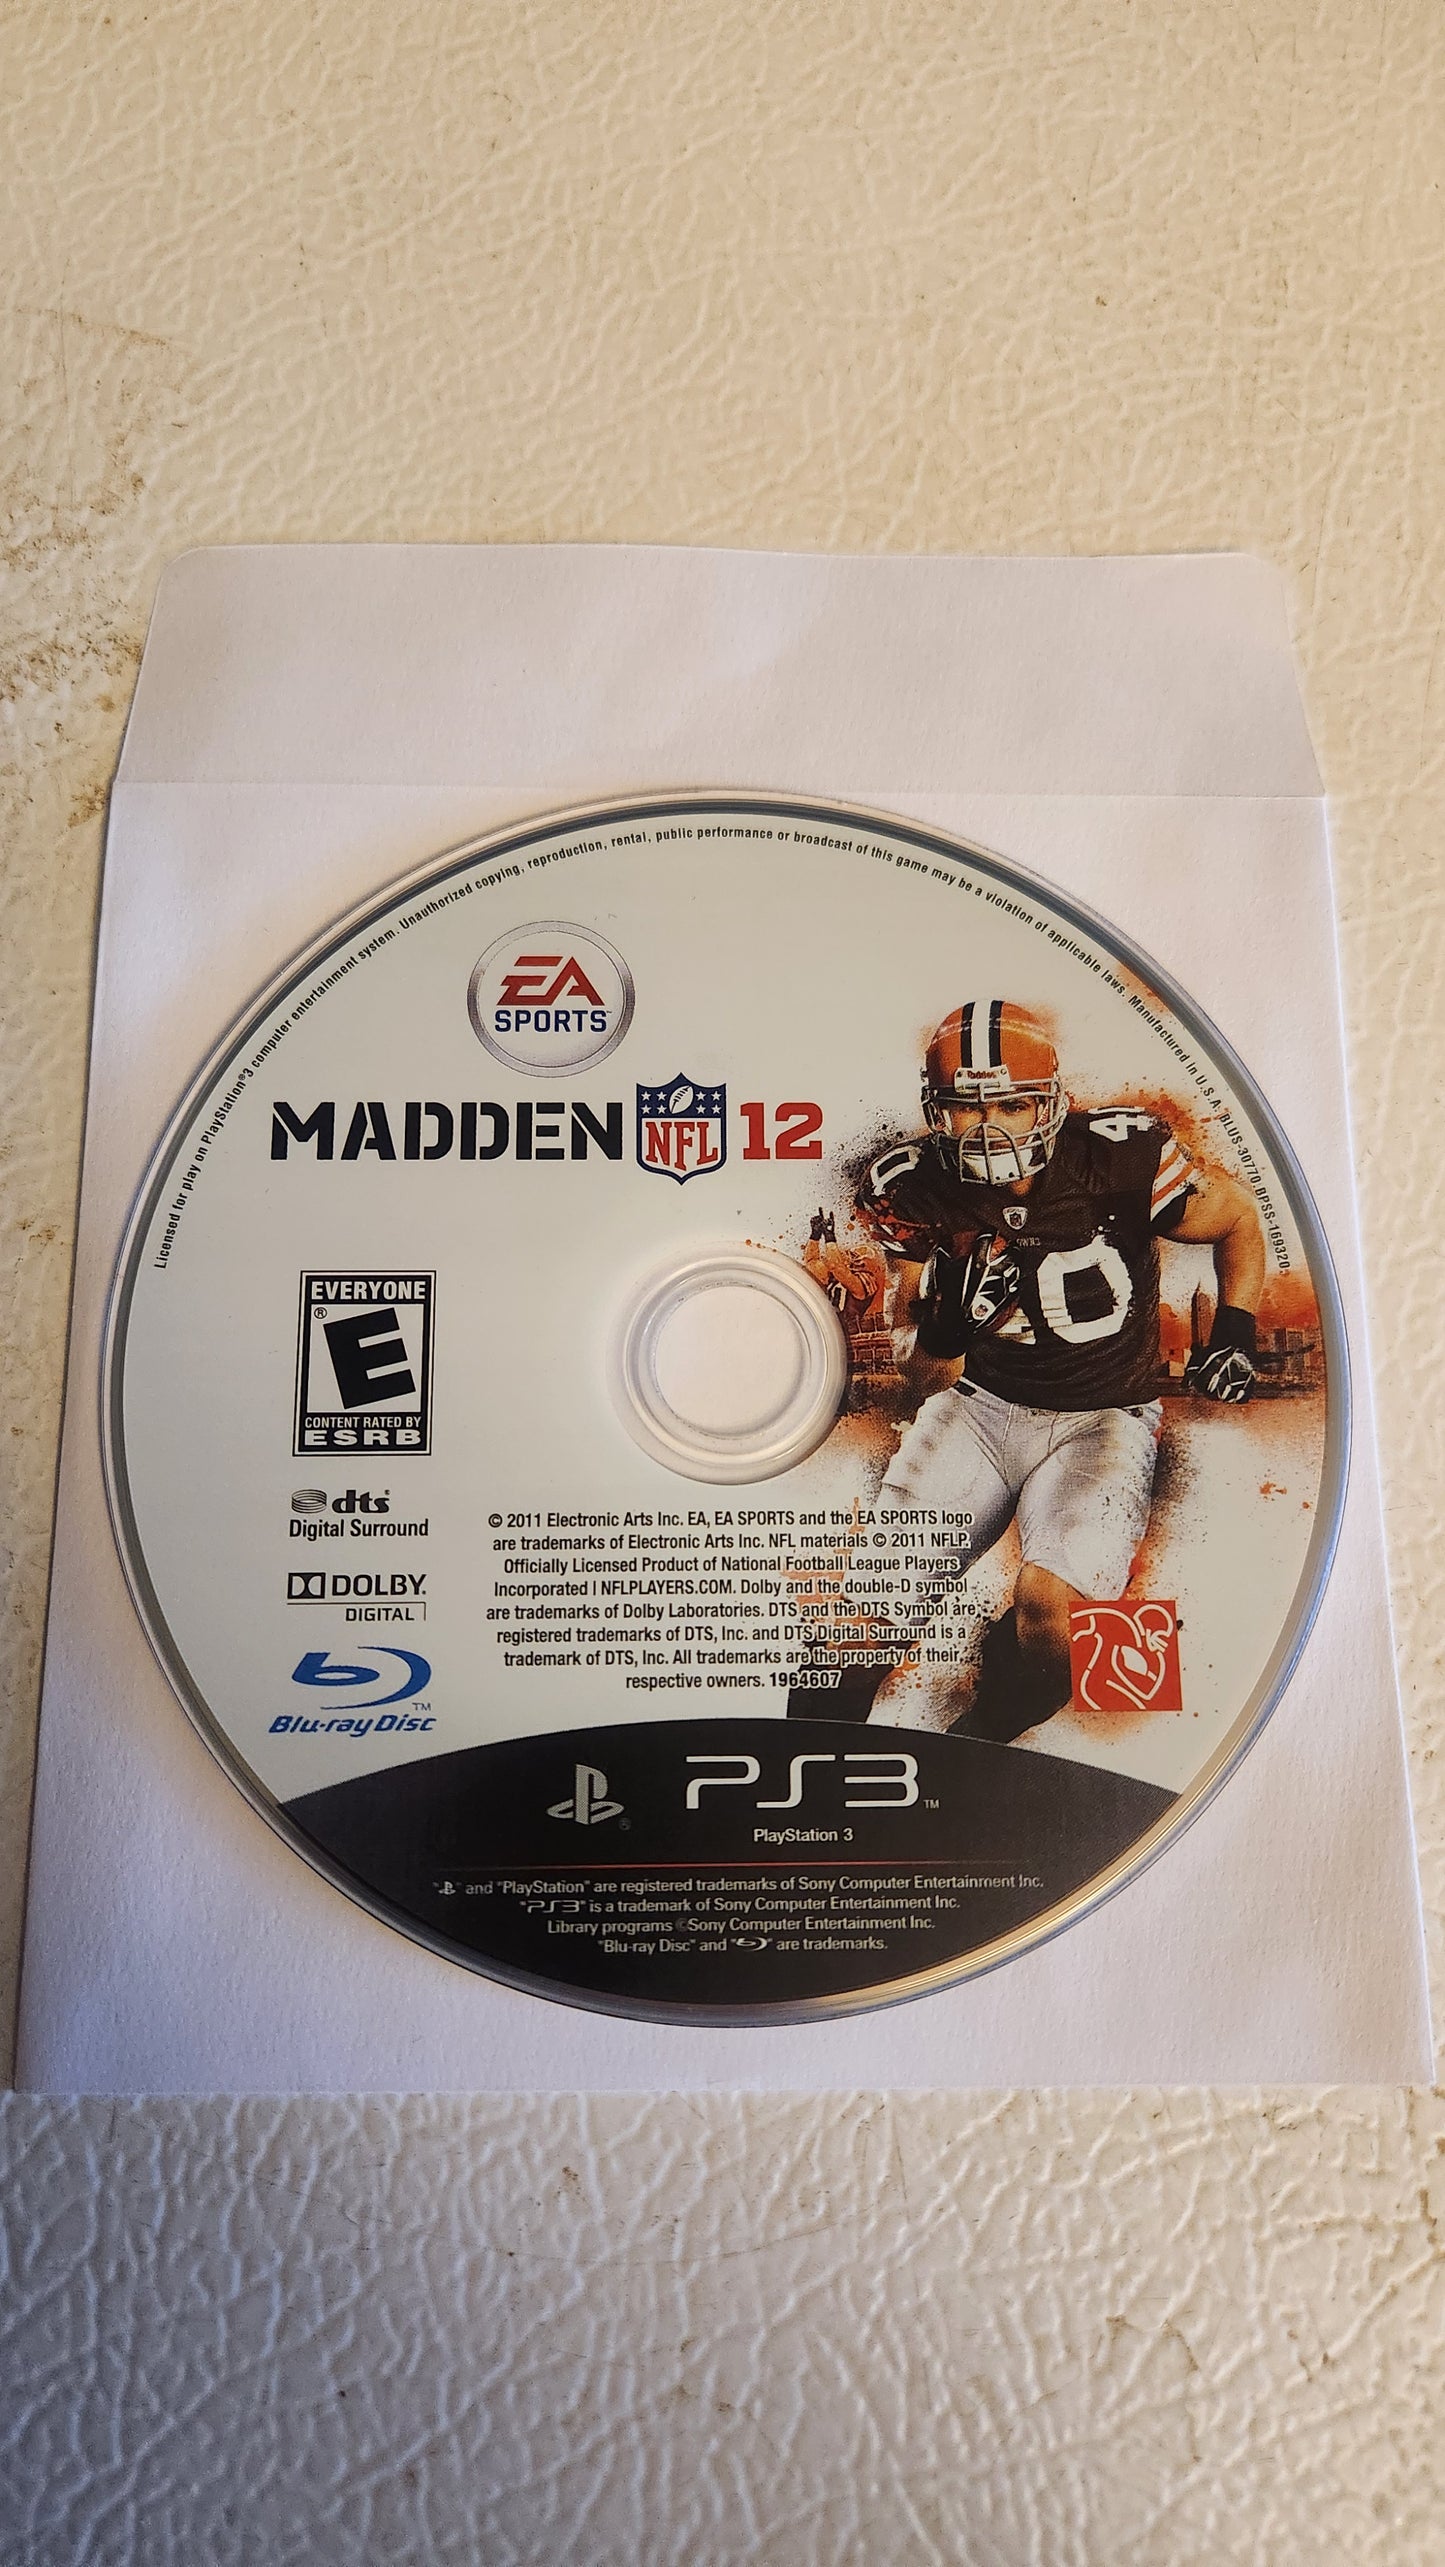 Licensed for play on PlayStation®3 computer entertainment system. Unauthorized copying, reproduction, rental, public performance or broadcast of this game may be a violation of applicable laws. Manufactured in U.S.A. BLUS-30770 BPSS-169320
EA
SPORTS™
MADDEN NFL 12
Riddell
40
40
EVERYONE
E®
CONTENT RATED BY
ESRB
dts®
Digital Surround
DOLBY.
DIGITAL
© 2011 Electronic Arts Inc. EA, EA SPORTS and the EA SPORTS logo
are trademarks of Electronic Arts Inc. NFL materials © 2011 NFLP.
Officially Licensed Product of National Football League Players
Incorporated | NFLPLAYERS.COM. Dolby and the double-D symbol
are trademarks of Dolby Laboratories. DTS and the DTS Symbol are
registered trademarks of DTS, Inc. and DTS Digital Surround is a
trademark of DTS, Inc. All trademarks are the property of their
respective owners. 1964607
Blu-ray Disc™
PS3™
PlayStation 3
" " and "PlayStation" are registered trademarks of Sony Computer Entertainment Inc.
"PS3" is a trademark of Sony Computer Entertainment Inc.
Library programs ©Sony Computer Entertainment Inc.
"Blu-ray Disc" and " " are trademarks.